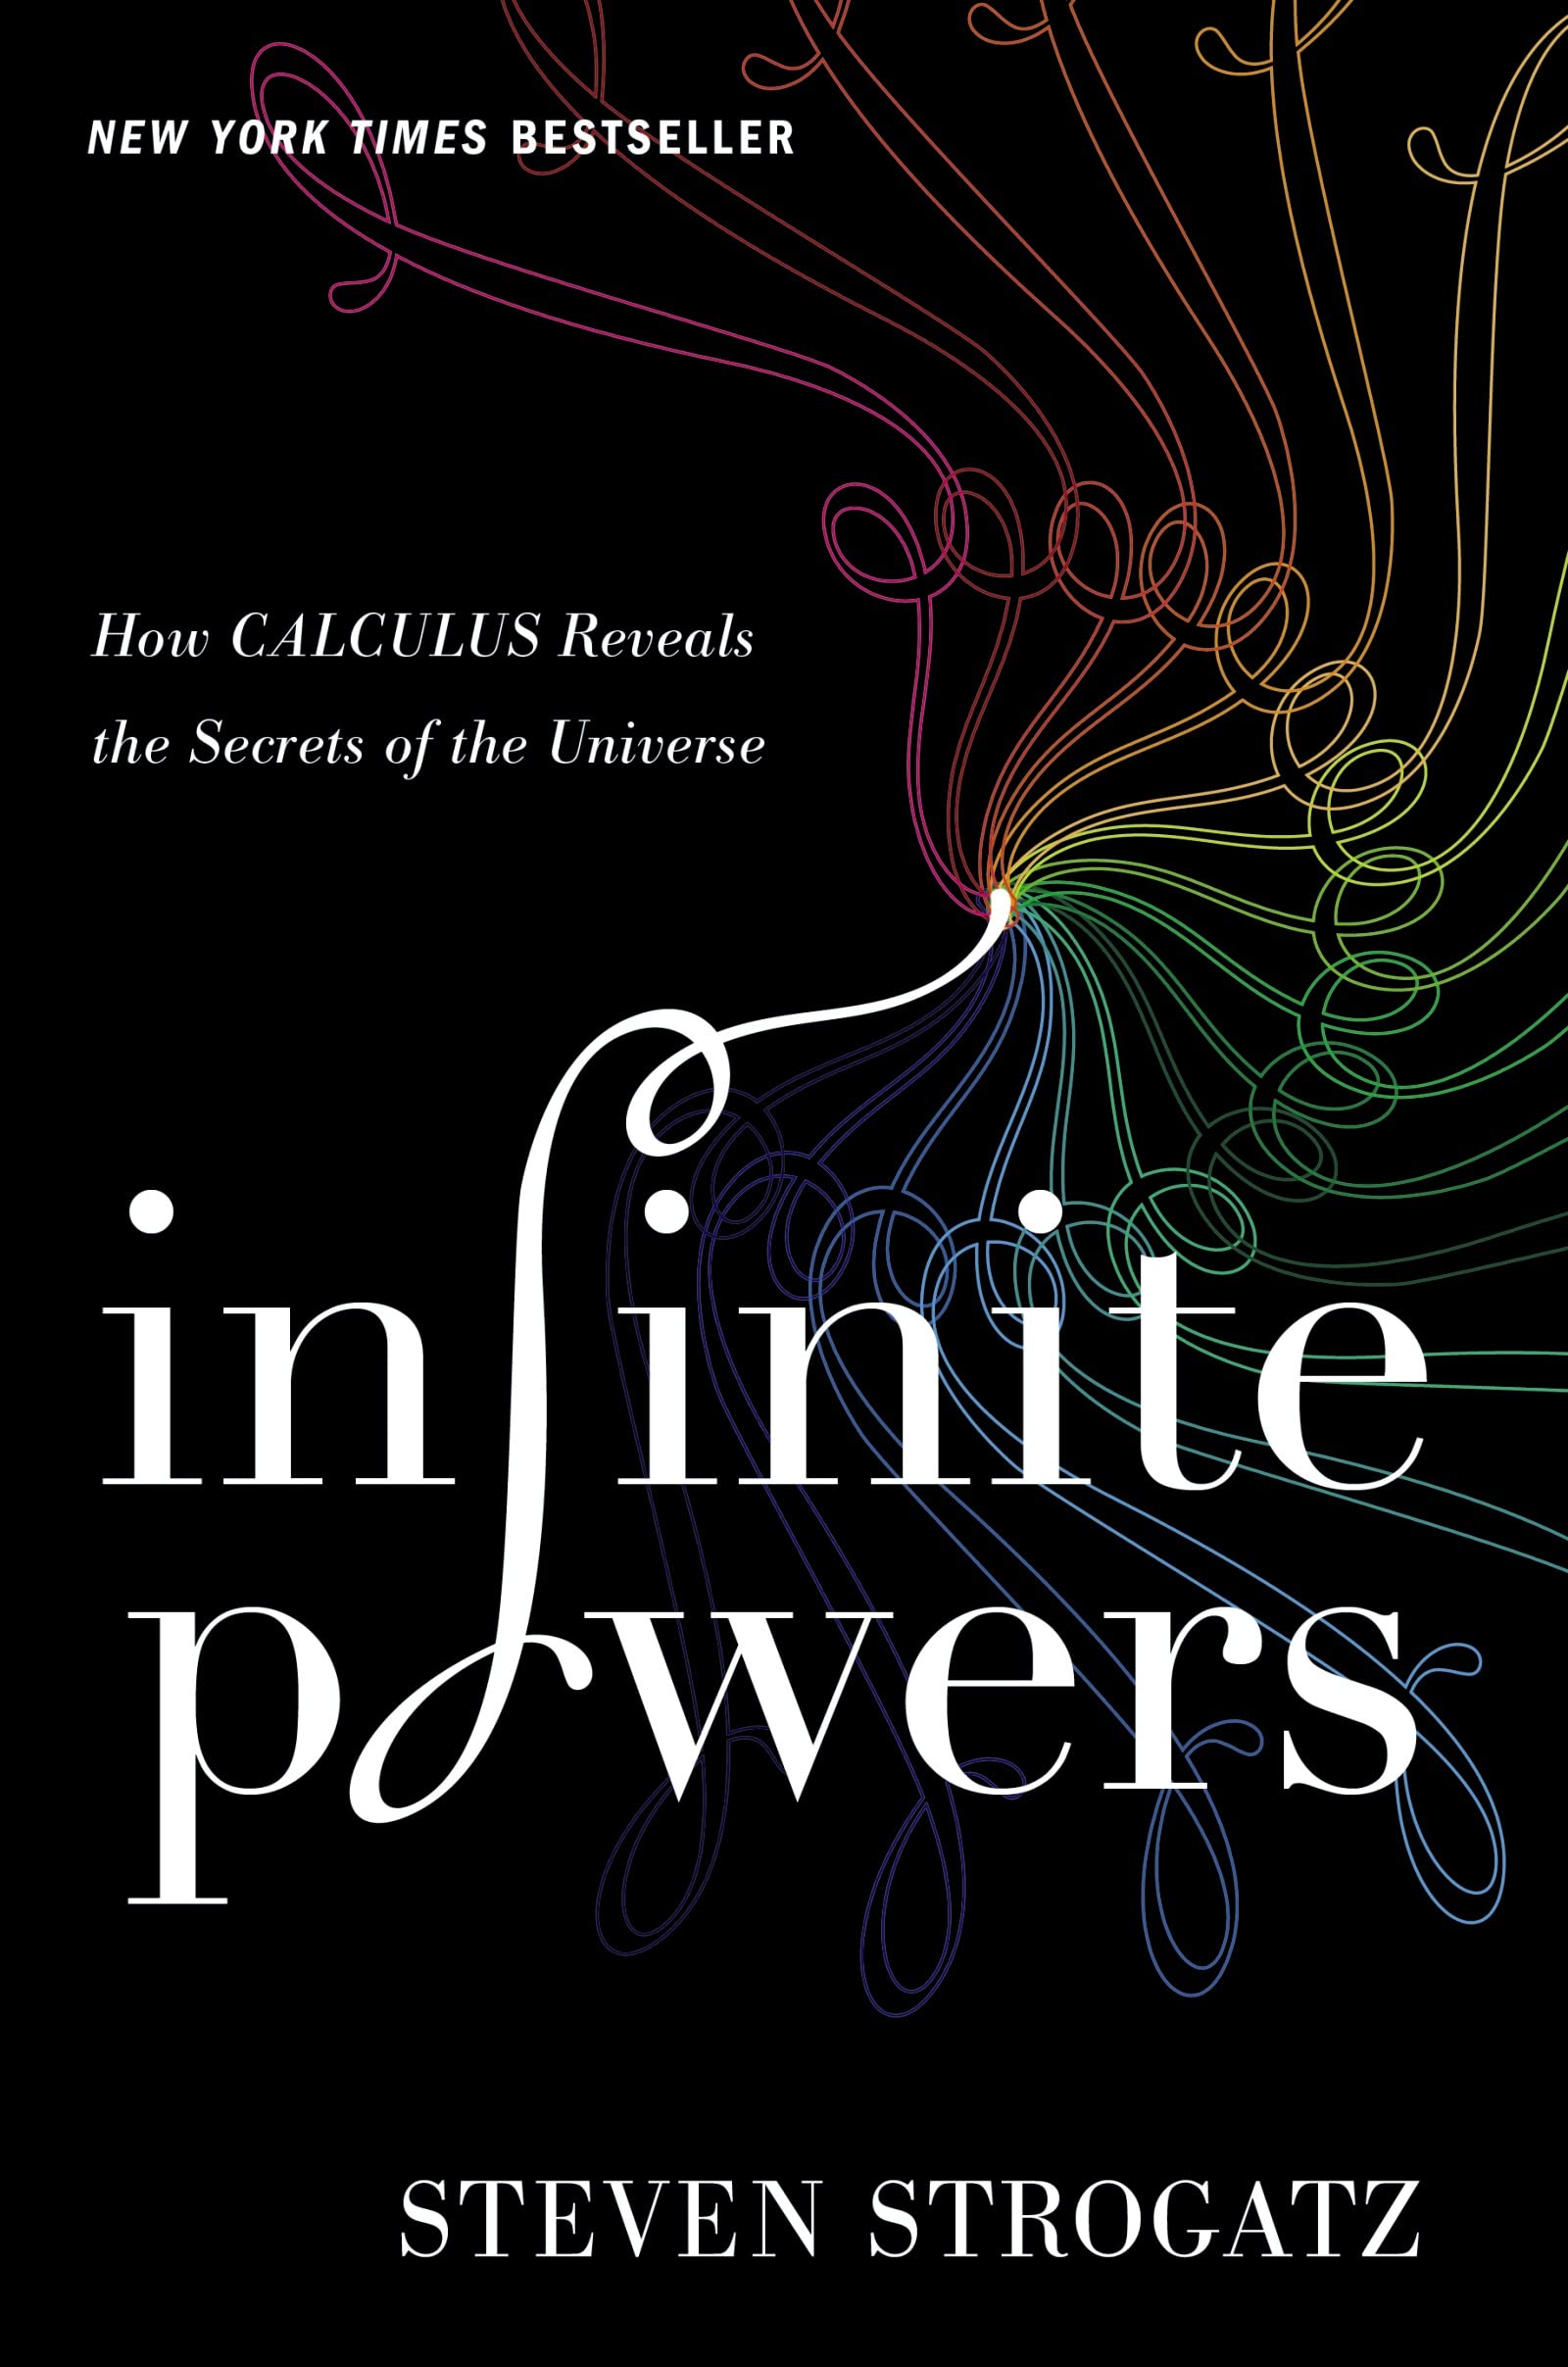 NEW YORK TIMES BESTSELLER
How CALCULUS Reveals
the Secrets of the Universe
infinite
powers
STEVEN STROGATZ